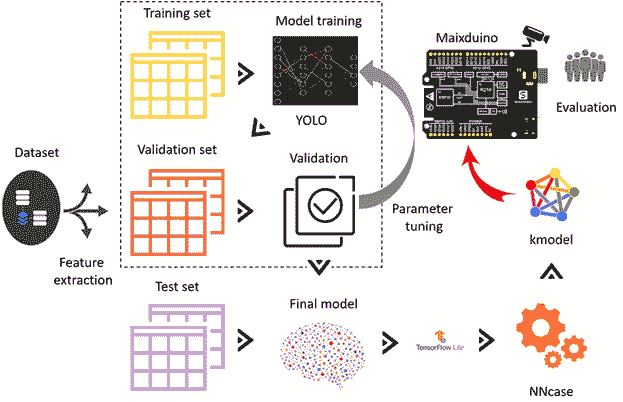 Training set
Model training
Maixduino
YOLO
Evaluation
Dataset
Validation set
Validation
Parameter
tuning
kmodel
Feature
extraction
Test set
Final model
TensorFlow Lite
NNcase